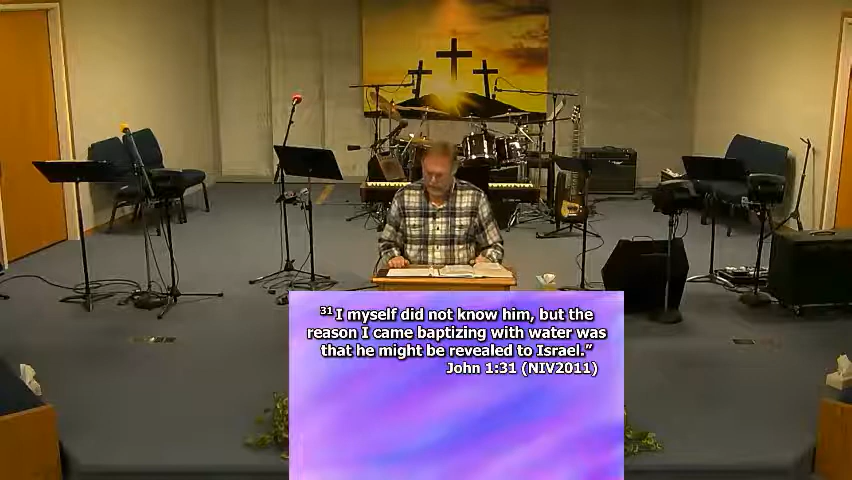 31 I myself did not know him, but the
reason I came baptizing with water was
that he might be revealed to Israel.”
John 1:31 (NIV2011)